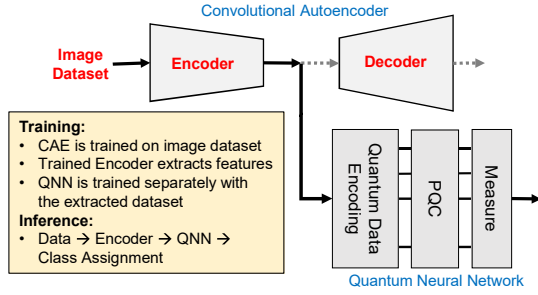 Convolutional Autoencoder
Image
Dataset
Encoder
Decoder
Training:
• CAE is trained on image dataset
• Trained Encoder extracts features
• QNN is trained separately with
the extracted dataset
Inference:
• Data → Encoder → QNN →
Class Assignment
Quantum Data
Encoding
PQC
Measure
Quantum Neural Network